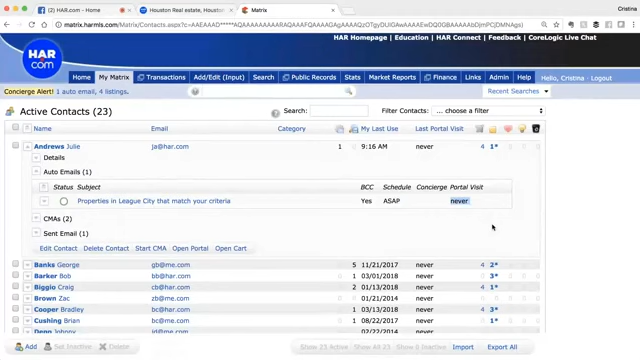 HAR.com
Houston Real estate, Houston
Matrix
Cristina
matrix.harmls.com/Matrix/Contacts.aspx
HAR Homepage | Education | HAR Connect | Feedback | CoreLogic Live Chat
HAR
com
Home My Matrix Transactions Add/Edit (Input) Search Public Records Stats Market Reports Finance Links Admin Help Hello, Cristina - Logout
Concierge Alert! 1 auto email, 4 listings.
Recent Searches
Active Contacts (23)
Search:
Filter Contacts: ... choose a filter
Name Email Category My Last Use Last Portal Visit
Andrews Julie ja@har.com 1 9:16 AM never 4 1*
Details
Auto Emails (1)
Status Subject BCC Schedule Concierge Portal Visit
Properties in League City that match your criteria Yes ASAP never
CMAs (2)
Sent Email (1)
Edit Contact Delete Contact Start CMA Open Portal Open Cart
Banks George gb@me.com 5 11/21/2017 never 4 2*
Barker Bob bb@har.com 1 03/01/2018 never 3*
Biggio Craig cb@har.com 2 01/13/2018 never 4 1*
Brown Zac zb@me.com never
Cooper Bradley bc@me.com 1 03/13/2018 never 4 3*
Cushing Brian bc@har.com 1 08/22/2017 never 1*
02/22/2014 never
Add Set Inactive Delete
Show 23 Active Show All 23 Show 0 Inactive Import Export All